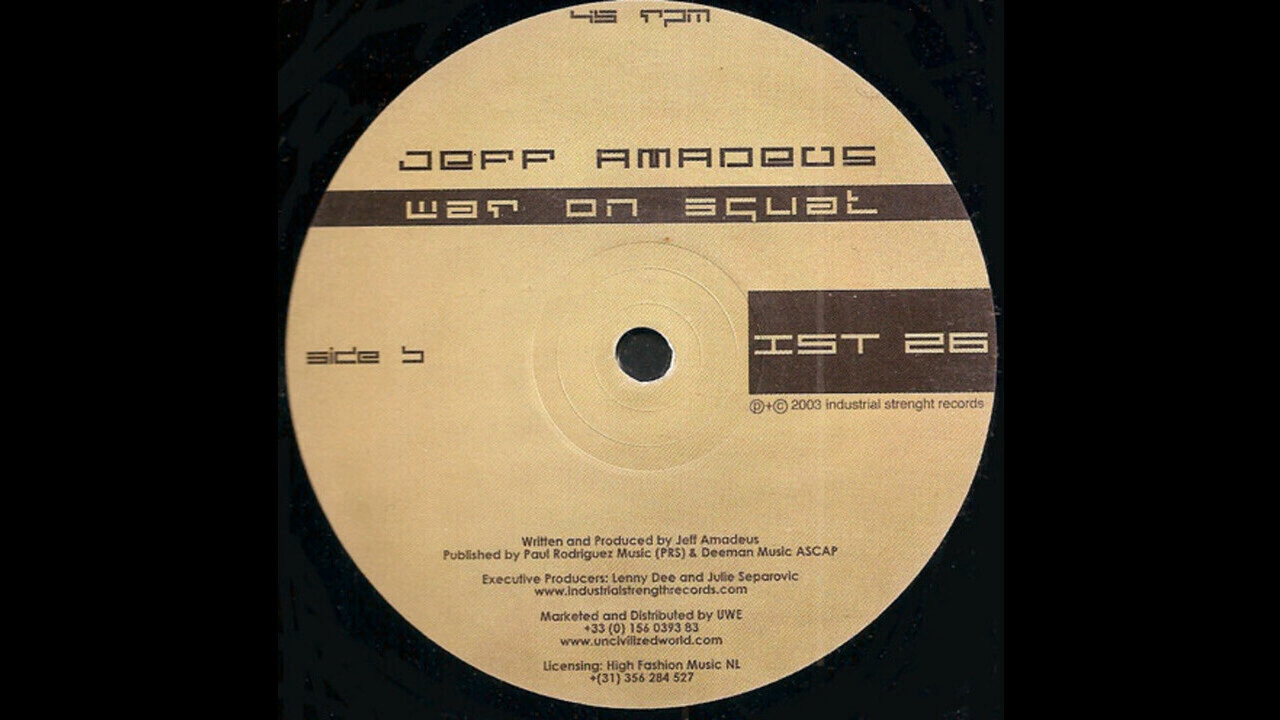 45 rpm
JEFF AMADEUS
war on squat
IST 26
side b
℗+© 2003 industrial strenght records
Written and Produced by Jeff Amadeus
Published by Paul Rodriguez Music (PRS) & Deeman Music ASCAP
Executive Producers: Lenny Dee and Julie Separovic
www.industrialstrengthrecords.com
Marketed and Distributed by UWE
+33 (0) 156 0393 83
www.uncivilizedworld.com
Licensing: High Fashion Music NL
+(31) 356 284 527